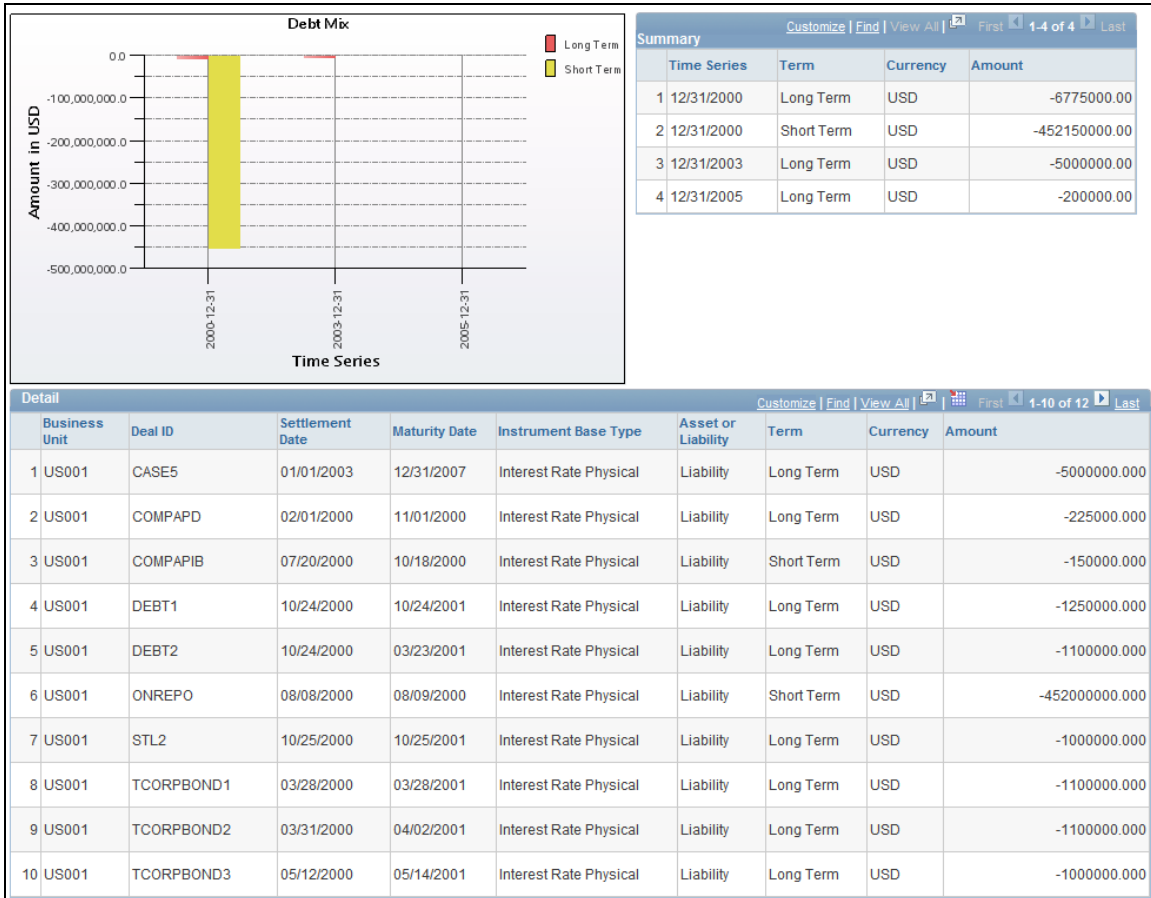 Debt Mix
Long Term
Short Term
0.0
-100,000,000.0
-200,000,000.0
-300,000,000.0
-400,000,000.0
-500,000,000.0
Amount in USD
2000-12-31
2003-12-31
2005-12-31
Time Series
Summary Customize | Find | View All | First 1-4 of 4 Last
Time Series Term Currency Amount
1 12/31/2000 Long Term USD -6775000.00
2 12/31/2000 Short Term USD -452150000.00
3 12/31/2003 Long Term USD -5000000.00
4 12/31/2005 Long Term USD -200000.00
Detail Customize | Find | View All | First 1-10 of 12 Last
Business Unit Deal ID Settlement Date Maturity Date Instrument Base Type Asset or Liability Term Currency Amount
1 US001 CASE5 01/01/2003 12/31/2007 Interest Rate Physical Liability Long Term USD -5000000.000
2 US001 COMPAPD 02/01/2000 11/01/2000 Interest Rate Physical Liability Long Term USD -225000.000
3 US001 COMPAPIB 07/20/2000 10/18/2000 Interest Rate Physical Liability Short Term USD -150000.000
4 US001 DEBT1 10/24/2000 10/24/2001 Interest Rate Physical Liability Long Term USD -1250000.000
5 US001 DEBT2 10/24/2000 03/23/2001 Interest Rate Physical Liability Long Term USD -1100000.000
6 US001 ONREPO 08/08/2000 08/09/2000 Interest Rate Physical Liability Short Term USD -452000000.000
7 US001 STL2 10/25/2000 10/25/2001 Interest Rate Physical Liability Long Term USD -1000000.000
8 US001 TCORPBOND1 03/28/2000 03/28/2001 Interest Rate Physical Liability Long Term USD -1100000.000
9 US001 TCORPBOND2 03/31/2000 04/02/2001 Interest Rate Physical Liability Long Term USD -1100000.000
10 US001 TCORPBOND3 05/12/2000 05/14/2001 Interest Rate Physical Liability Long Term USD -1000000.000